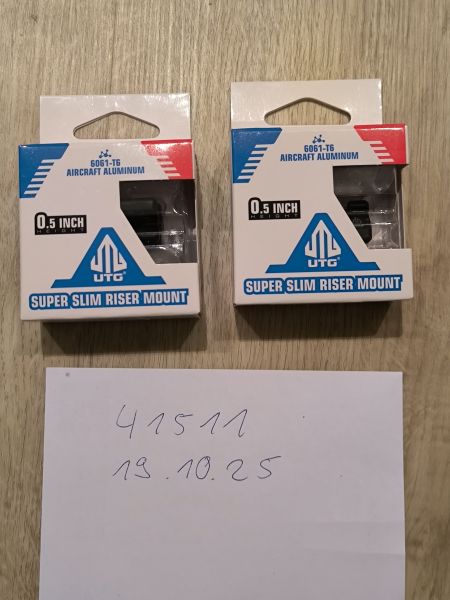 6061-T6
AIRCRAFT ALUMINUM
0.5 INCH
HEIGHT
UTG
SUPER SLIM RISER MOUNT
6061-T6
AIRCRAFT ALUMINUM
0.5 INCH
HEIGHT
UTG
SUPER SLIM RISER MOUNT
41511
19.10.25